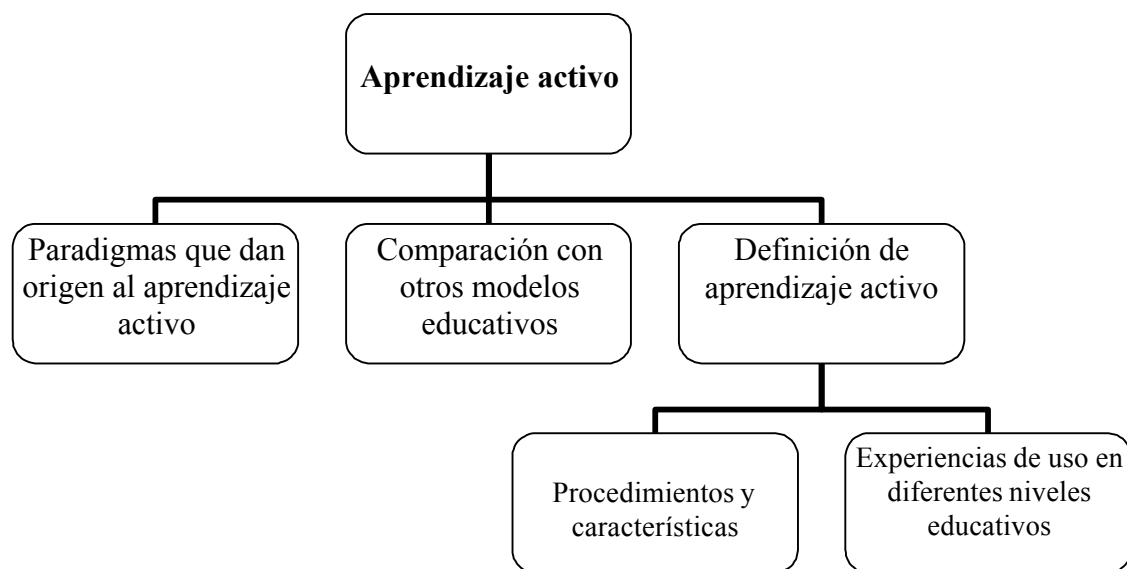 Aprendizaje activo
Paradigmas que dan
origen al aprendizaje
activo
Comparación con
otros modelos
educativos
Definición de
aprendizaje activo
Procedimientos y
características
Experiencias de uso en
diferentes niveles
educativos